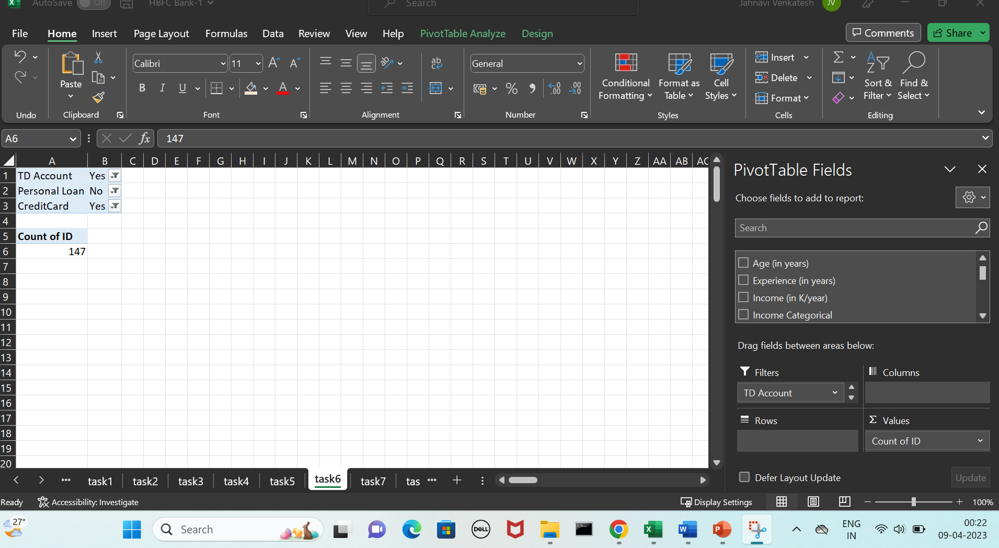 AutoSave Off HBFC Bank-1 Search Jahnavi Venkatesh JV
File Home Insert Page Layout Formulas Data Review View Help PivotTable Analyze Design Comments Share
Paste
Calibri 11
General
Conditional Formatting
Format as Table
Cell Styles
Insert
Delete
Format
Sort & Filter
Find & Select
Undo Clipboard Font Alignment Number Styles Cells Editing
A6 fx 147
A B C D E F G H I J K L M N O P Q R S T U V W X Y Z AA AB AC
1 TD Account Yes
2 Personal Loan No
3 CreditCard Yes
4
5 Count of ID
6 147
7
8
9
10
11
12
13
14
15
16
17
18
19
20
PivotTable Fields
Choose fields to add to report:
Search
Age (in years)
Experience (in years)
Income (in K/year)
Income Categorical
Drag fields between areas below:
Filters Columns
TD Account
Rows Values
Count of ID
Defer Layout Update Update
task1 task2 task3 task4 task5 task6 task7 tas
Ready Accessibility: Investigate Display Settings 100%
27° Search DELL ENG IN 00:22 09-04-2023